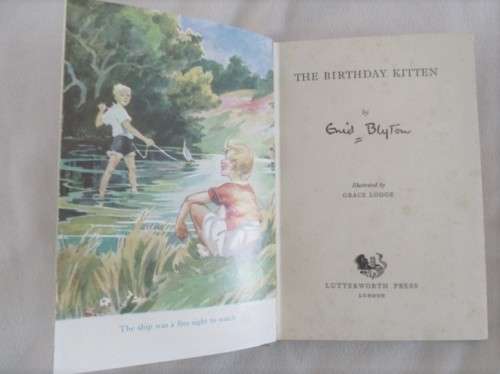 The ship was a fine sight to watch
THE BIRTHDAY KITTEN
by
Enid Blyton
Illustrated by
GRACE LODGE
LUTTERWORTH PRESS
LONDON